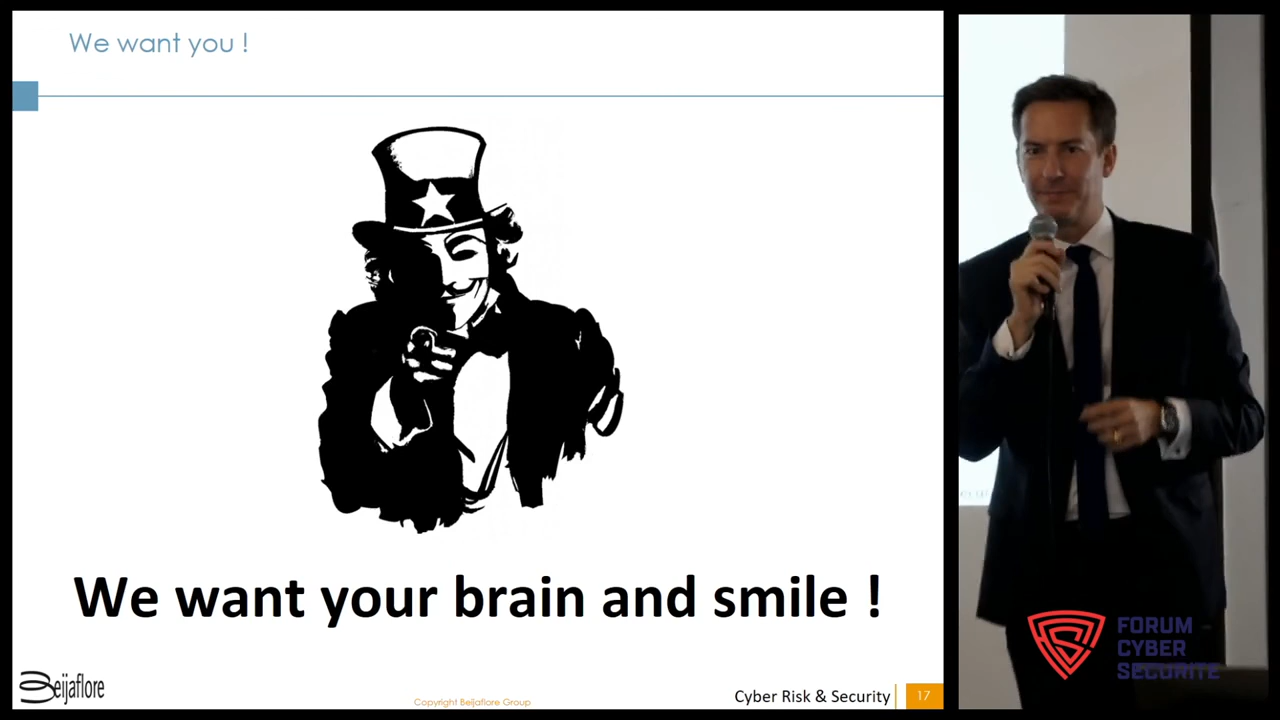 We want you !
We want your brain and smile !
Beijaflore
Copyright Beijaflore Group
Cyber Risk & Security
17
FORUM
CYBER
SECURITE